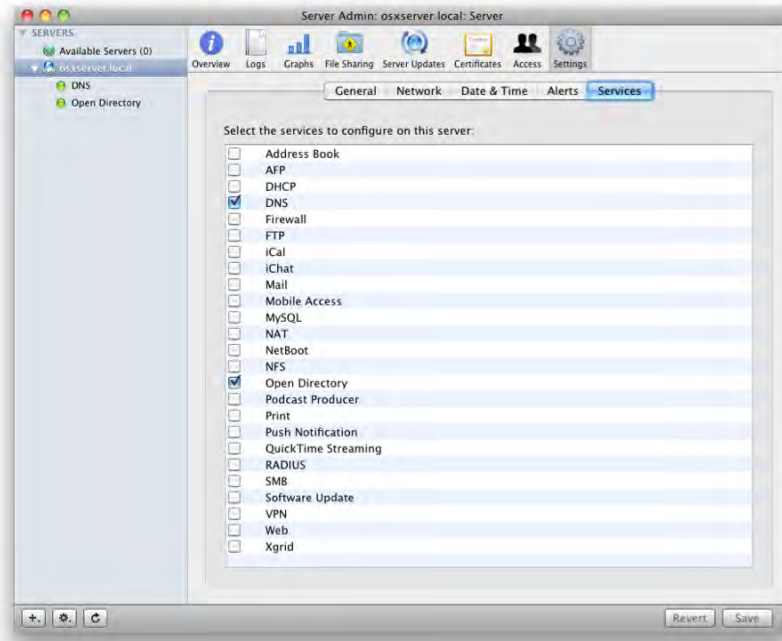 Server Admin: osxserver.local: Server
SERVERS
Available Servers (0)
osxserver.local
DNS
Open Directory
Overview Logs Graphs File Sharing Server Updates Certificates Access Settings
General Network Date & Time Alerts Services
Select the services to configure on this server:
Address Book
AFP
DHCP
DNS
Firewall
FTP
iCal
iChat
Mail
Mobile Access
MySQL
NAT
NetBoot
NFS
Open Directory
Podcast Producer
Print
Push Notification
QuickTime Streaming
RADIUS
SMB
Software Update
VPN
Web
Xgrid
Revert Save